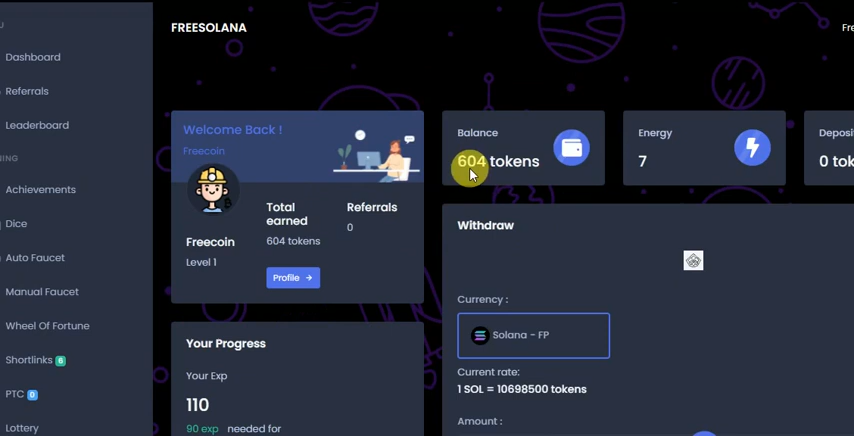 FREESOLANA
Dashboard
Referrals
Leaderboard
Achievements
Dice
Auto Faucet
Manual Faucet
Wheel Of Fortune
Shortlinks 6
PTC 0
Lottery
Welcome Back !
Freecoin
Freecoin
Level 1
Total
earned
604 tokens
Referrals
0
Profile →
Your Progress
Your Exp
110
90 exp needed for
Balance
604 tokens
Energy
7
Withdraw
Currency :
Solana - FP
Current rate:
1 SOL = 10698500 tokens
Amount :